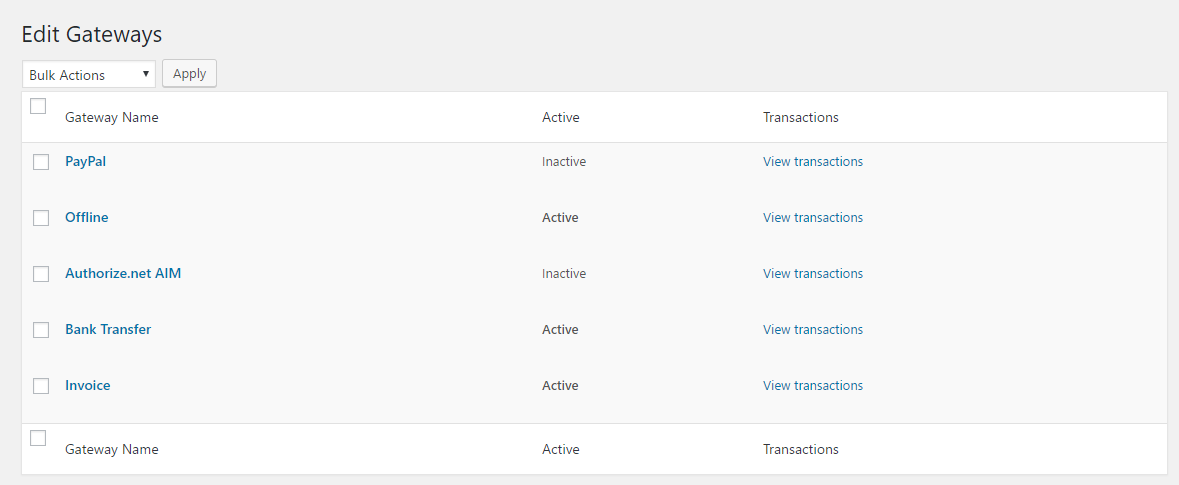 Edit Gateways
Bulk Actions Apply
Gateway Name Active Transactions
PayPal Inactive View transactions
Offline Active View transactions
Authorize.net AIM Inactive View transactions
Bank Transfer Active View transactions
Invoice Active View transactions
Gateway Name Active Transactions